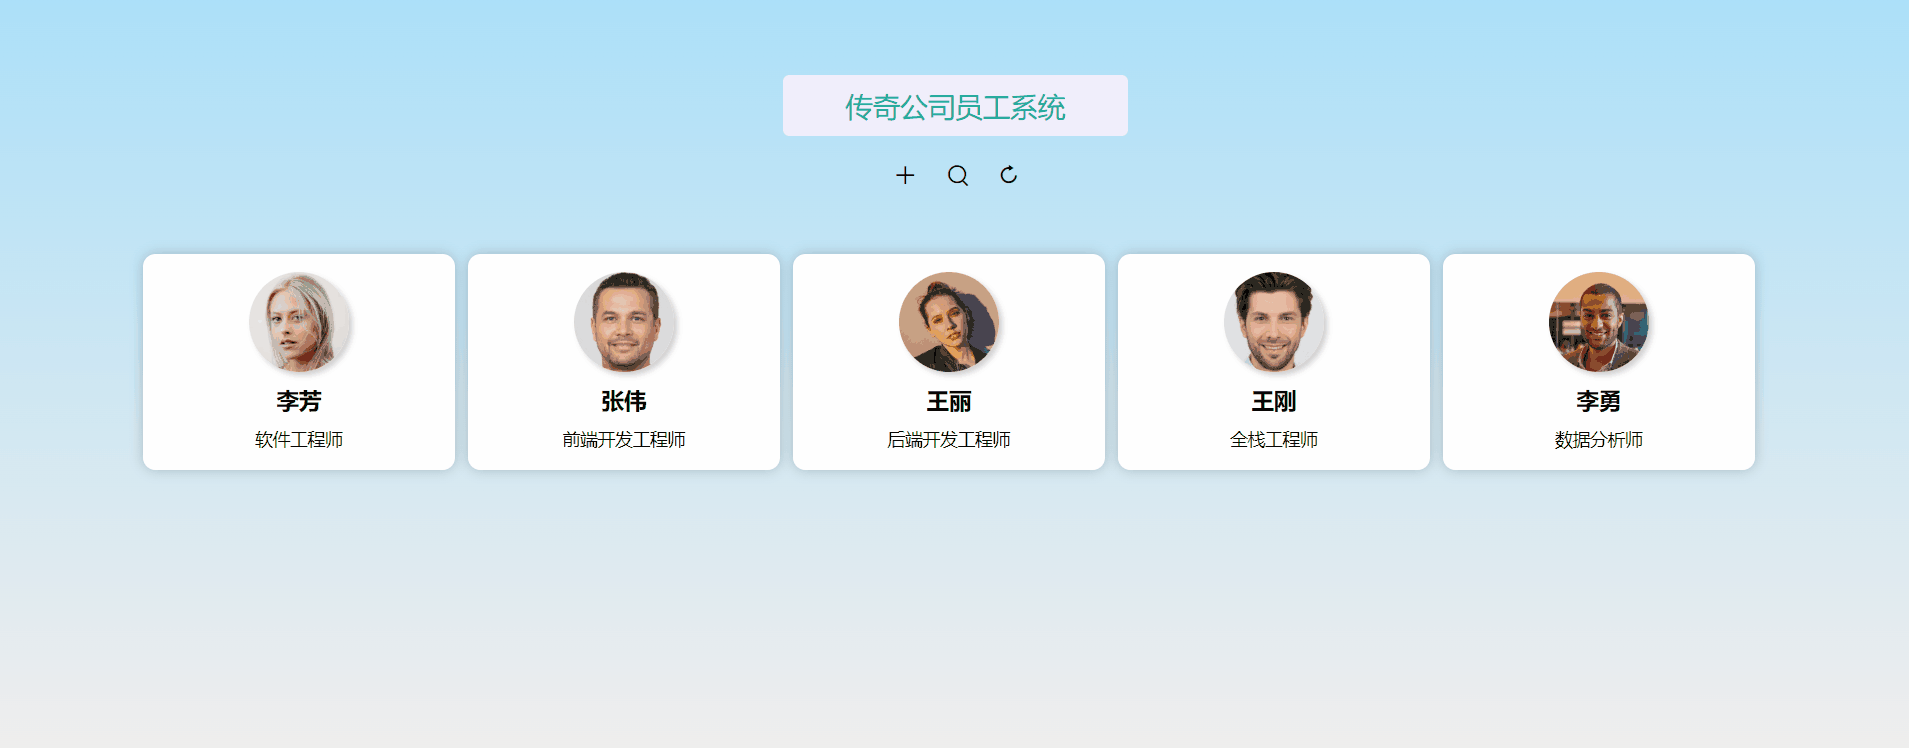 传奇公司员工系统
李芳
软件工程师
张伟
前端开发工程师
王丽
后端开发工程师
王刚
全栈工程师
李勇
数据分析师